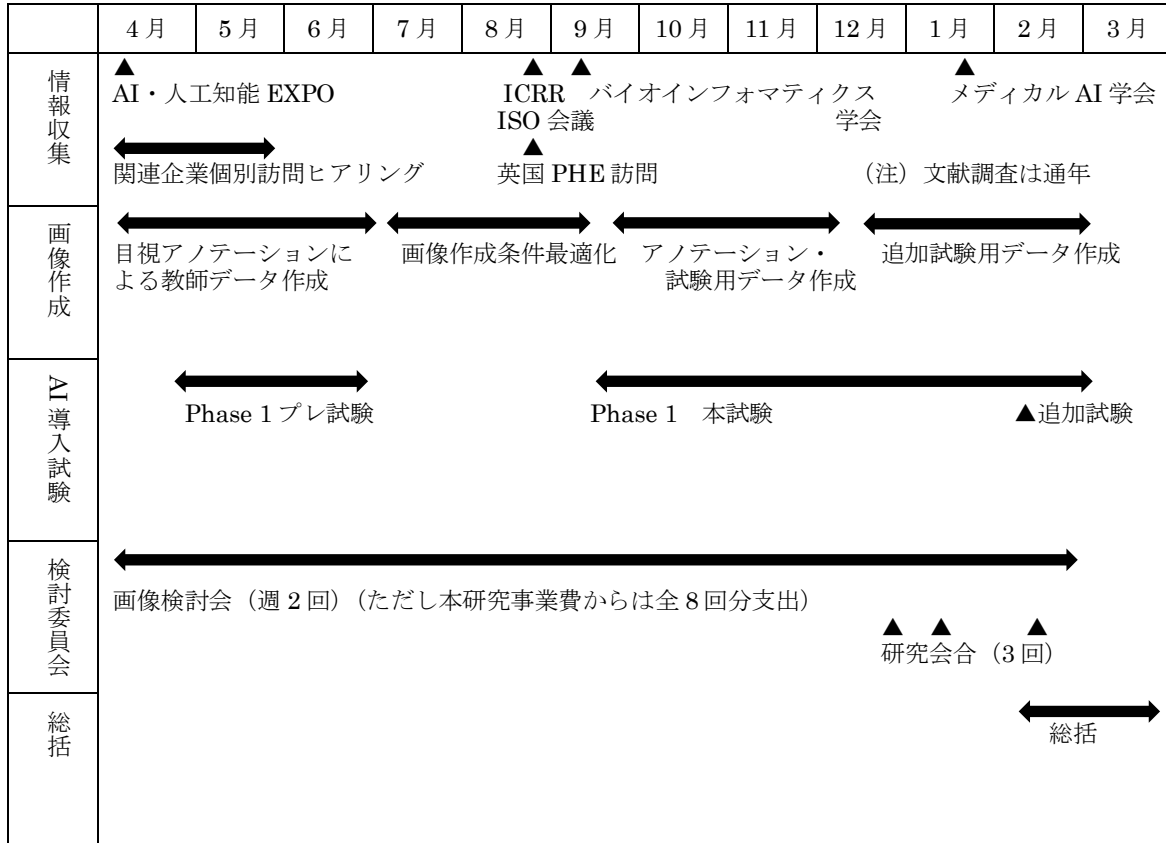 4月 5月 6月 7月 8月 9月 10月 11月 12月 1月 2月 3月
情報収集
▲ ▲ ▲ ▲
AI・人工知能 EXPO ICRR バイオインフォマティクス メディカル AI 学会
ISO 会議 学会
▲
関連企業個別訪問ヒアリング 英国 PHE 訪問 (注)文献調査は通年
画像作成
目視アノテーションに 画像作成条件最適化 アノテーション・ 追加試験用データ作成
よる教師データ作成 試験用データ作成
AI 導入試験
Phase 1 プレ試験 Phase 1 本試験 ▲追加試験
検討委員会
画像検討会(週 2 回)(ただし本研究事業費からは全 8 回分支出)
▲ ▲ ▲
研究会合(3 回)
総括
総括